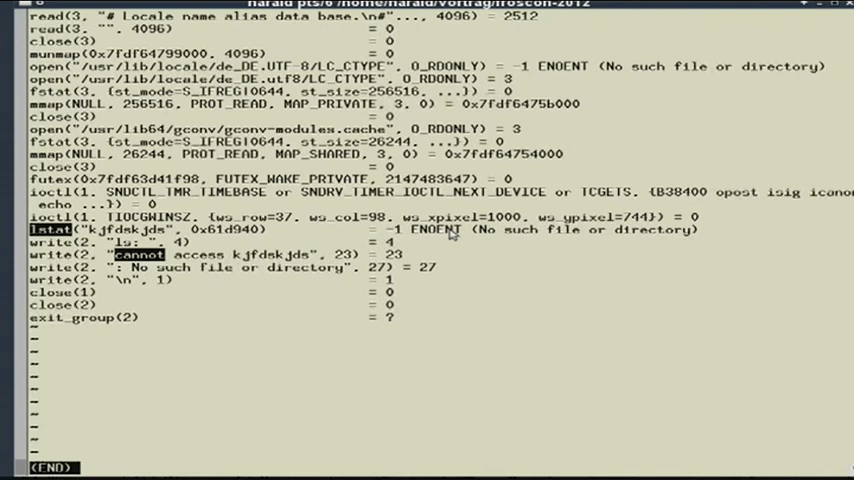 harald pts/6 /home/harald/vortrag/froscon-2012
read(3, "# Locale name alias data base.\n#"..., 4096) = 2512
read(3, "", 4096) = 0
close(3) = 0
munmap(0x7fdf64799000, 4096) = 0
open("/usr/lib/locale/de_DE.UTF-8/LC_CTYPE", O_RDONLY) = -1 ENOENT (No such file or directory)
open("/usr/lib/locale/de_DE.utf8/LC_CTYPE", O_RDONLY) = 3
fstat(3, {st_mode=S_IFREG|0644, st_size=256516, ...}) = 0
mmap(NULL, 256516, PROT_READ, MAP_PRIVATE, 3, 0) = 0x7fdf6475b000
close(3) = 0
open("/usr/lib64/gconv/gconv-modules.cache", O_RDONLY) = 3
fstat(3, {st_mode=S_IFREG|0644, st_size=26244, ...}) = 0
mmap(NULL, 26244, PROT_READ, MAP_SHARED, 3, 0) = 0x7fdf64754000
close(3) = 0
futex(0x7fdf63d41f98, FUTEX_WAKE_PRIVATE, 2147483647) = 0
ioctl(1, SNDCTL_TMR_TIMEBASE or SNDRV_TIMER_IOCTL_NEXT_DEVICE or TCGETS, {B38400 opost isig icanon
echo ...}) = 0
ioctl(1, TIOCGWINSZ, {ws_row=37, ws_col=98, ws_xpixel=1000, ws_ypixel=744}) = 0
lstat("kjfdskjds", 0x61d940) = -1 ENOENT (No such file or directory)
write(2, "ls: ", 4) = 4
write(2, "cannot access kjfdskjds", 23) = 23
write(2, ": No such file or directory", 27) = 27
write(2, "\n", 1) = 1
close(1) = 0
close(2) = 0
exit_group(2) = ?
~
~
~
~
~
~
~
~
~
~
~
(END)